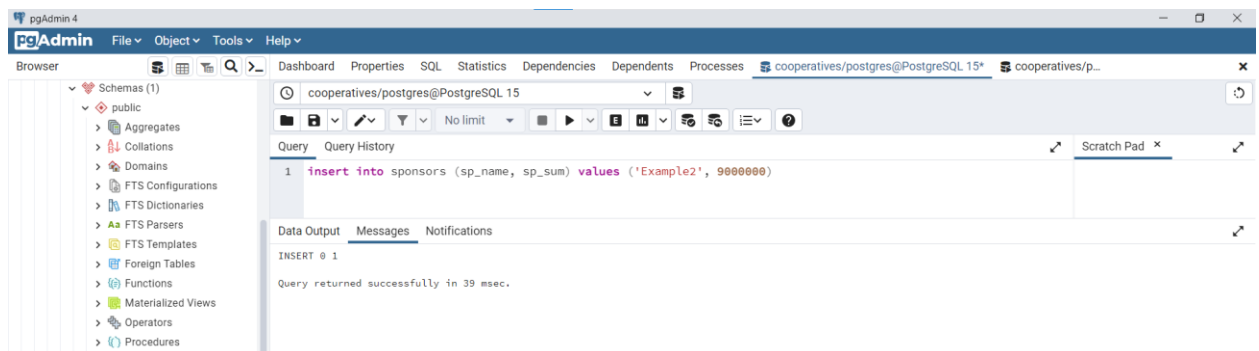 pgAdmin 4
pgAdmin File Object Tools Help
Browser Dashboard Properties SQL Statistics Dependencies Dependents Processes cooperatives/postgres@PostgreSQL 15* cooperatives/p...
Schemas (1)
cooperatives/postgres@PostgreSQL 15
public
Aggregates
No limit
Collations
Query Query History Scratch Pad
Domains
1 insert into sponsors (sp_name, sp_sum) values ('Example2', 9000000)
FTS Configurations
FTS Dictionaries
Aa FTS Parsers
Data Output Messages Notifications
FTS Templates
INSERT 0 1
Foreign Tables
Functions
Query returned successfully in 39 msec.
Materialized Views
Operators
Procedures